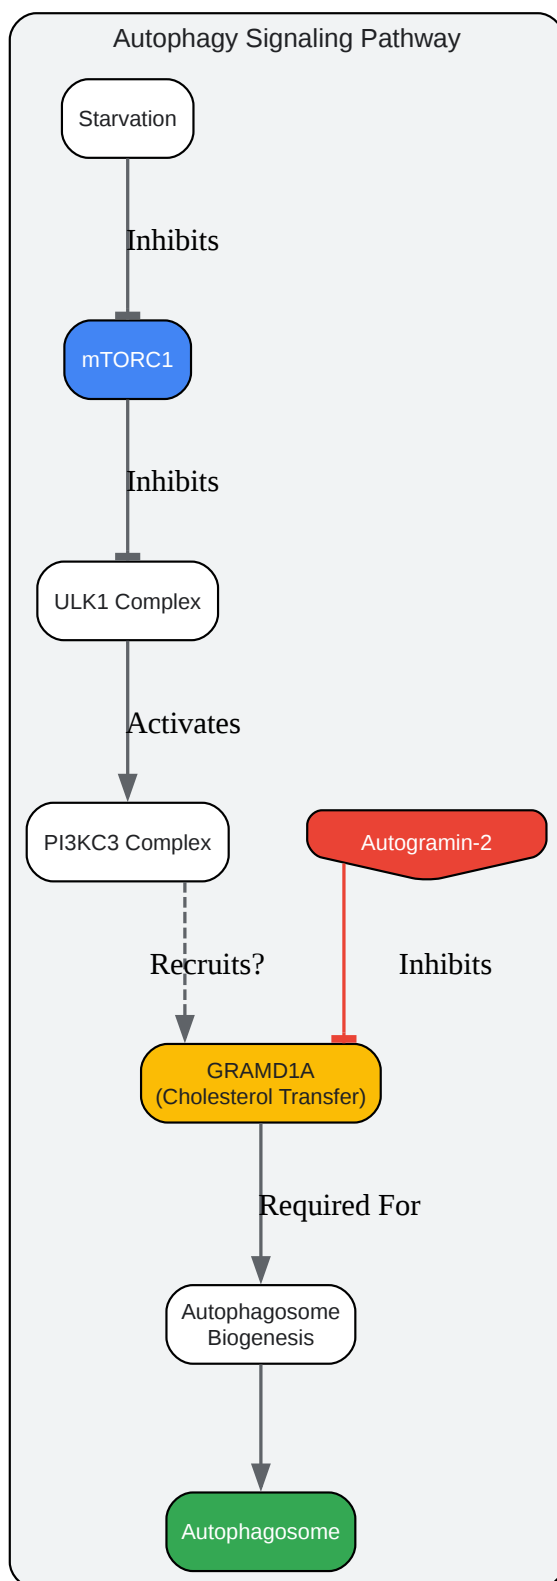 Autophagy Signaling Pathway
Starvation
Inhibits
mTORC1
Inhibits
ULK1 Complex
Activates
PI3KC3 Complex
Autogramin-2
Recruits?
Inhibits
GRAMD1A
(Cholesterol Transfer)
Required For
Autophagosome
Biogenesis
Autophagosome